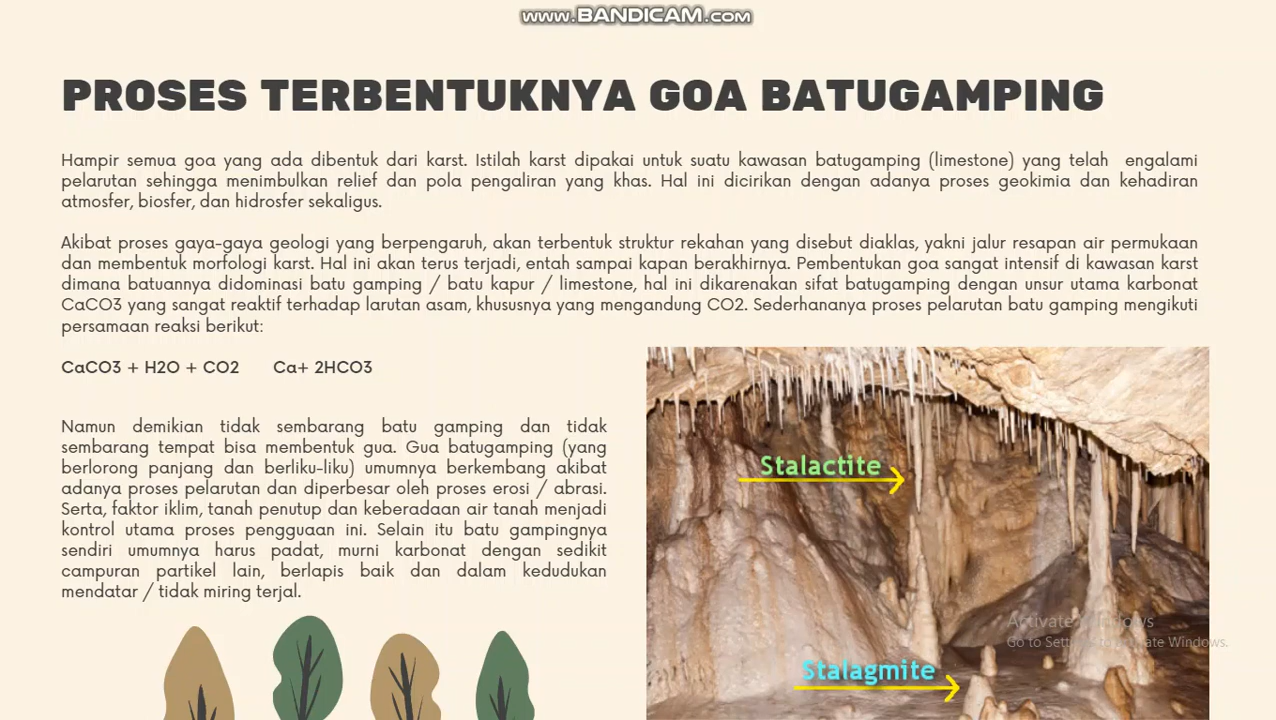 www.BANDICAM.com
PROSES TERBENTUKNYA GOA BATUGAMPING
Hampir semua goa yang ada dibentuk dari karst. Istilah karst dipakai untuk suatu kawasan batugamping (limestone) yang telah engalami
pelarutan sehingga menimbulkan relief dan pola pengaliran yang khas. Hal ini dicirikan dengan adanya proses geokimia dan kehadiran
atmosfer, biosfer, dan hidrosfer sekaligus.
Akibat proses gaya-gaya geologi yang berpengaruh, akan terbentuk struktur rekahan yang disebut diaklas, yakni jalur resapan air permukaan
dan membentuk morfologi karst. Hal ini akan terus terjadi, entah sampai kapan berakhirnya. Pembentukan goa sangat intensif di kawasan karst
dimana batuannya didominasi batu gamping / batu kapur / limestone, hal ini dikarenakan sifat batugamping dengan unsur utama karbonat
CaCO3 yang sangat reaktif terhadap larutan asam, khususnya yang mengandung CO2. Sederhananya proses pelarutan batu gamping mengikuti
persamaan reaksi berikut:
CaCO3 + H2O + CO2 Ca+ 2HCO3
Namun demikian tidak sembarang batu gamping dan tidak
sembarang tempat bisa membentuk gua. Gua batugamping (yang
berlorong panjang dan berliku-liku) umumnya berkembang akibat
adanya proses pelarutan dan diperbesar oleh proses erosi / abrasi.
Serta, faktor iklim, tanah penutup dan keberadaan air tanah menjadi
kontrol utama proses pengguaan ini. Selain itu batu gampingnya
sendiri umumnya harus padat, murni karbonat dengan sedikit
campuran partikel lain, berlapis baik dan dalam kedudukan
mendatar / tidak miring terjal.
Stalactite
Stalagmite
Activate Windows
Go to Settings to activate Windows.